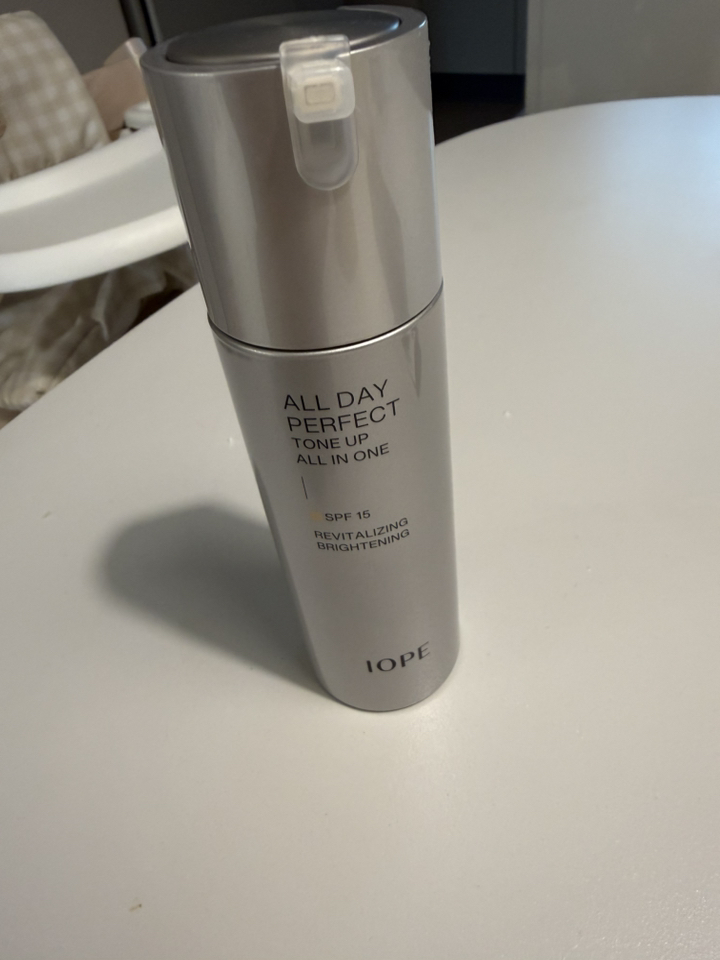 ALL DAY
PERFECT
TONE UP
ALL IN ONE
SPF 15
REVITALIZING
BRIGHTENING
IOPE